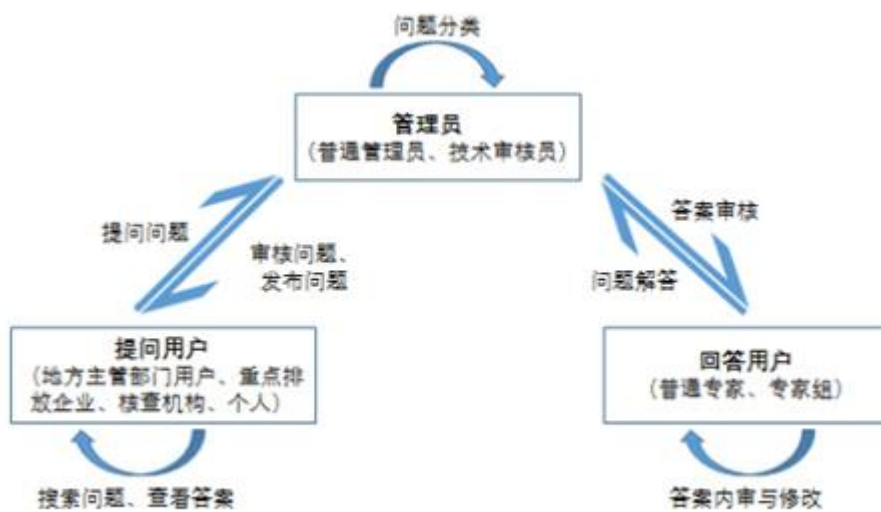 问题分类
管理员
（普通管理员、技术审核员）
提问问题
审核问题、
发布问题
答案审核
问题解答
提问用户
（地方主管部门用户、重点排
放企业、核查机构、个人）
回答用户
（普通专家、专家组）
搜索问题、查看答案
答案内审与修改